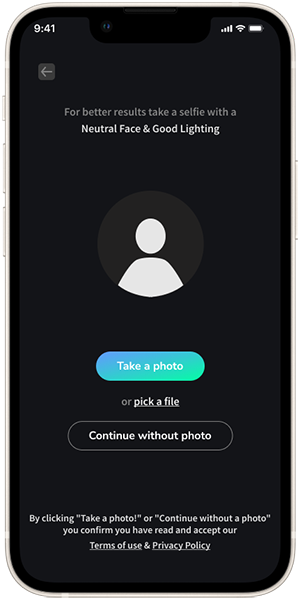 9:41
For better results take a selfie with a
Neutral Face & Good Lighting
Take a photo
or pick a file
Continue without photo
By clicking "Take a photo!" or "Continue without a photo"
you confirm you have read and accept our
Terms of use & Privacy Policy